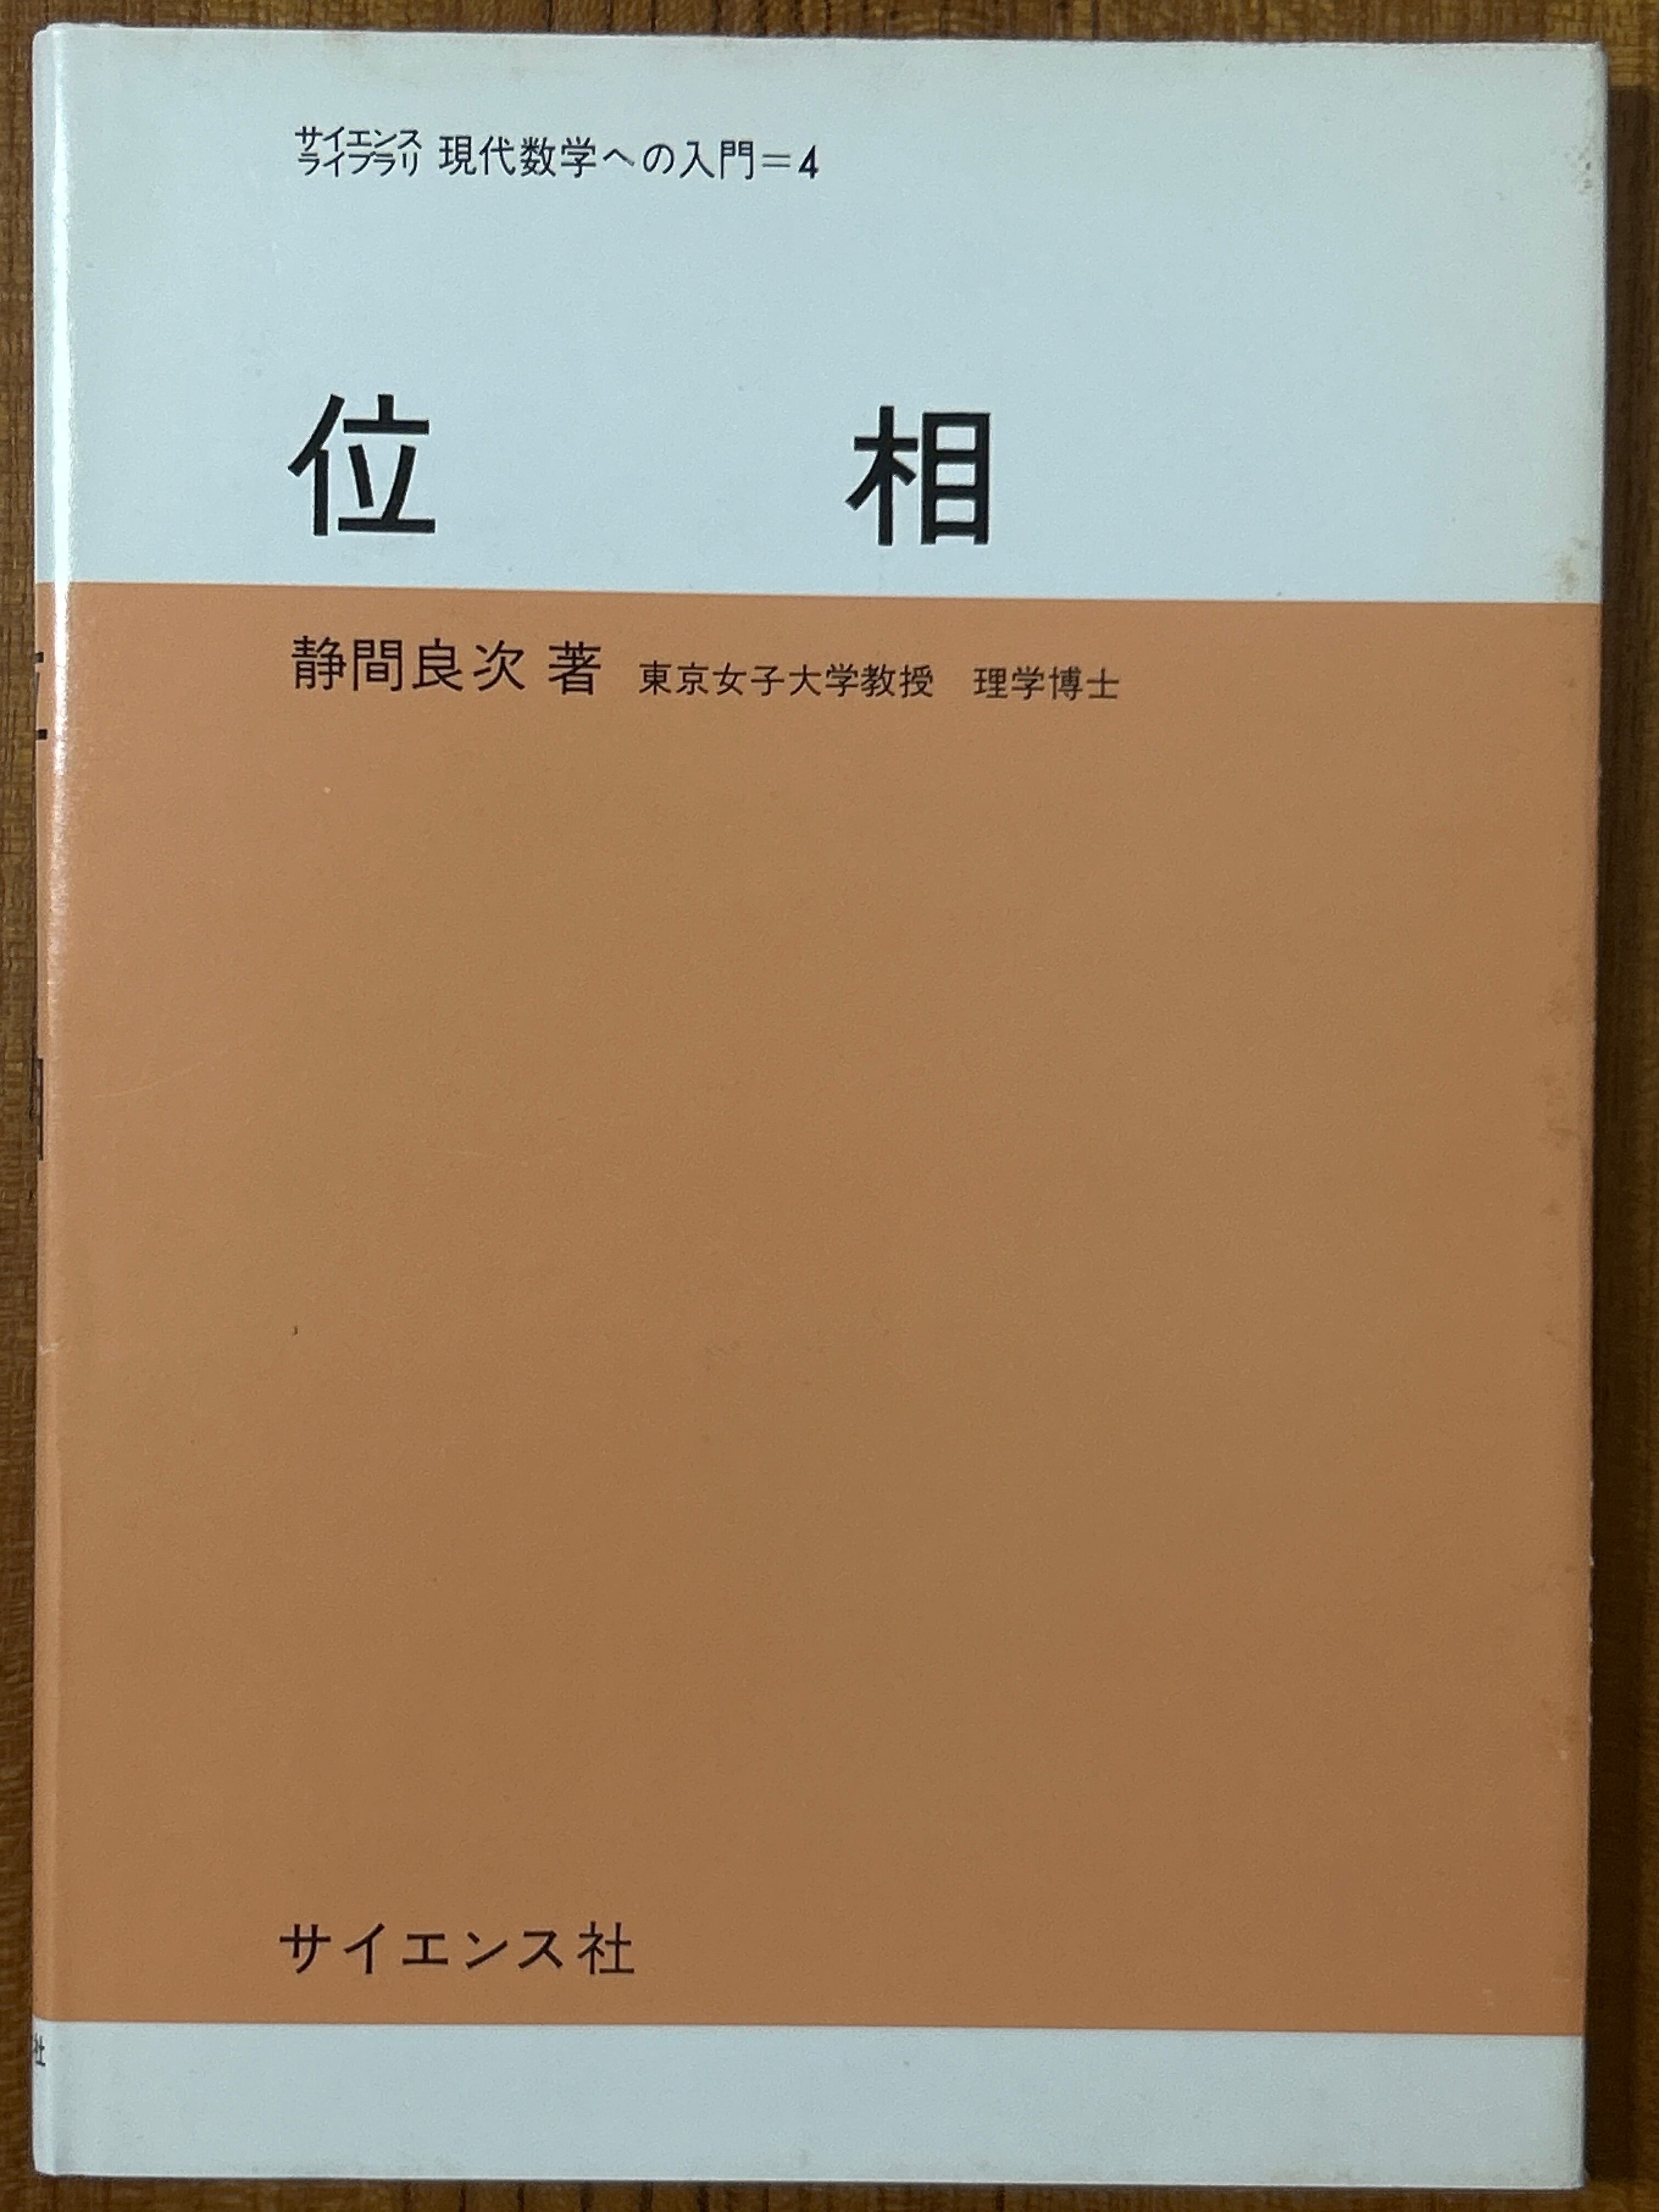 サイエンス
ライブラリ 現代数学への入門=4
位 相
静間良次 著 東京女子大学教授 理学博士
サイエンス社
社